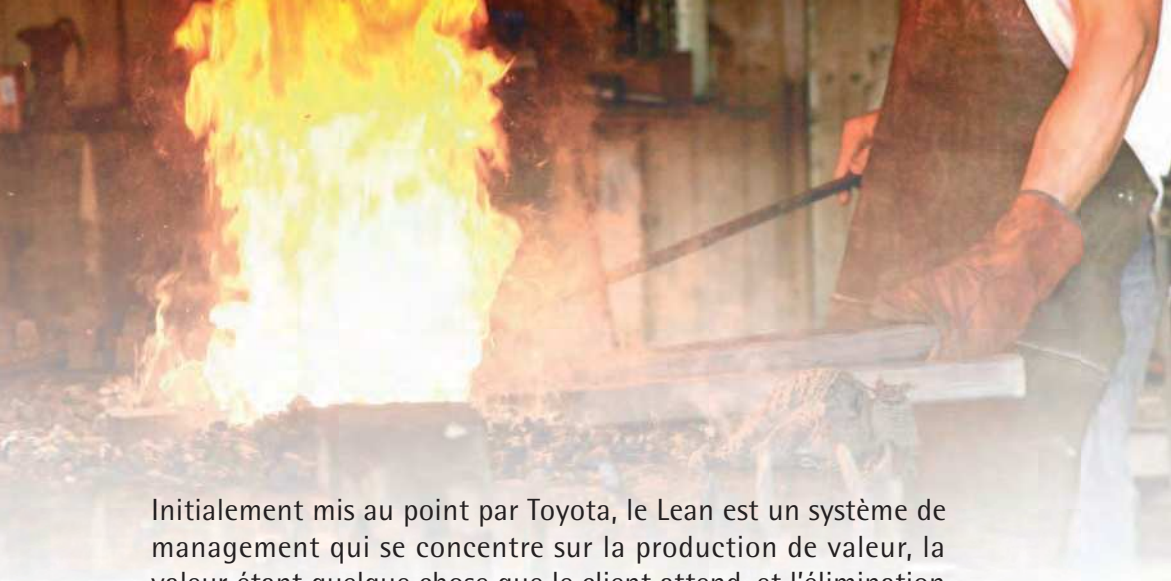 Initialement mis au point par Toyota, le Lean est un système de
management qui se concentre sur la production de valeur, la
valeur étant quelque chose que le client attend, et l'élimination